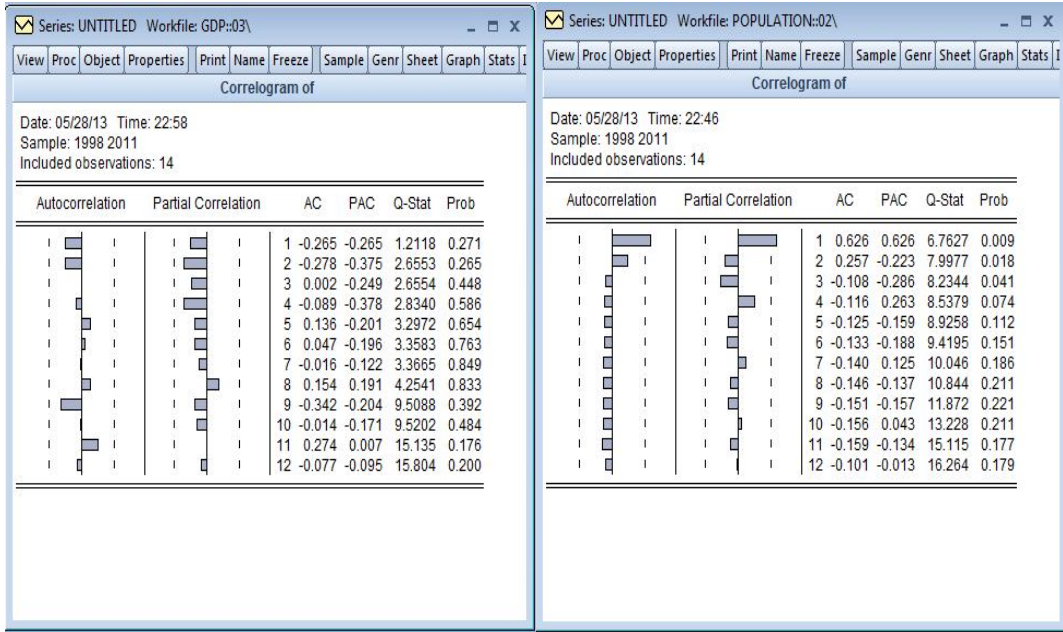 Series: UNTITLED Workfile: GDP::03\
View Proc Object Properties Print Name Freeze Sample Genr Sheet Graph Stats I
Correlogram of
Date: 05/28/13 Time: 22:58
Sample: 1998 2011
Included observations: 14
Autocorrelation Partial Correlation AC PAC Q-Stat Prob
1 -0.265 -0.265 1.2118 0.271
2 -0.278 -0.375 2.6553 0.265
3 0.002 -0.249 2.6554 0.448
4 -0.089 -0.378 2.8340 0.586
5 0.136 -0.201 3.2972 0.654
6 0.047 -0.196 3.3583 0.763
7 -0.016 -0.122 3.3665 0.849
8 0.154 0.191 4.2541 0.833
9 -0.342 -0.204 9.5088 0.392
10 -0.014 -0.171 9.5202 0.484
11 0.274 0.007 15.135 0.176
12 -0.077 -0.095 15.804 0.200
Series: UNTITLED Workfile: POPULATION::02\
View Proc Object Properties Print Name Freeze Sample Genr Sheet Graph Stats I
Correlogram of
Date: 05/28/13 Time: 22:46
Sample: 1998 2011
Included observations: 14
Autocorrelation Partial Correlation AC PAC Q-Stat Prob
1 0.626 0.626 6.7627 0.009
2 0.257 -0.223 7.9977 0.018
3 -0.108 -0.286 8.2344 0.041
4 -0.116 0.263 8.5379 0.074
5 -0.125 -0.159 8.9258 0.112
6 -0.133 -0.188 9.4195 0.151
7 -0.140 0.125 10.046 0.186
8 -0.146 -0.137 10.844 0.211
9 -0.151 -0.157 11.872 0.221
10 -0.156 0.043 13.228 0.211
11 -0.159 -0.134 15.115 0.177
12 -0.101 -0.013 16.264 0.179